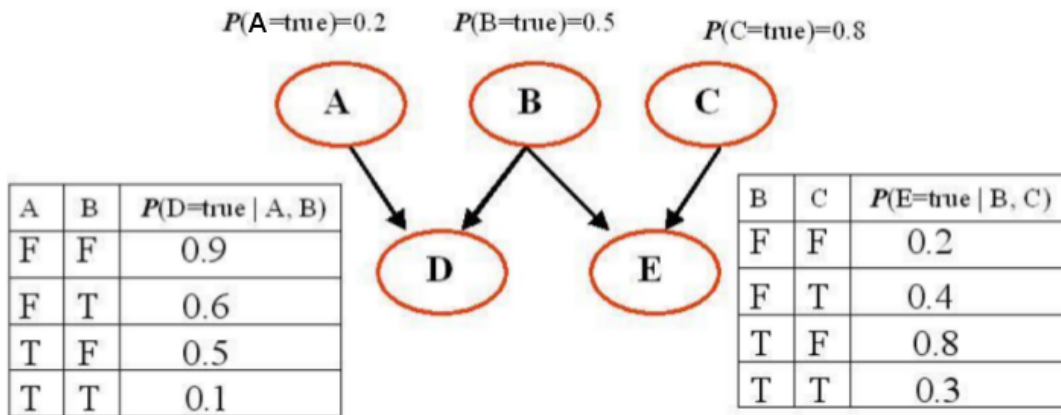 P(A=true)=0.2 P(B=true)=0.5 P(C=true)=0.8
A B C
A B P(D=true | A, B)
F F 0.9
F T 0.6
T F 0.5
T T 0.1
D E
B C P(E=true | B, C)
F F 0.2
F T 0.4
T F 0.8
T T 0.3